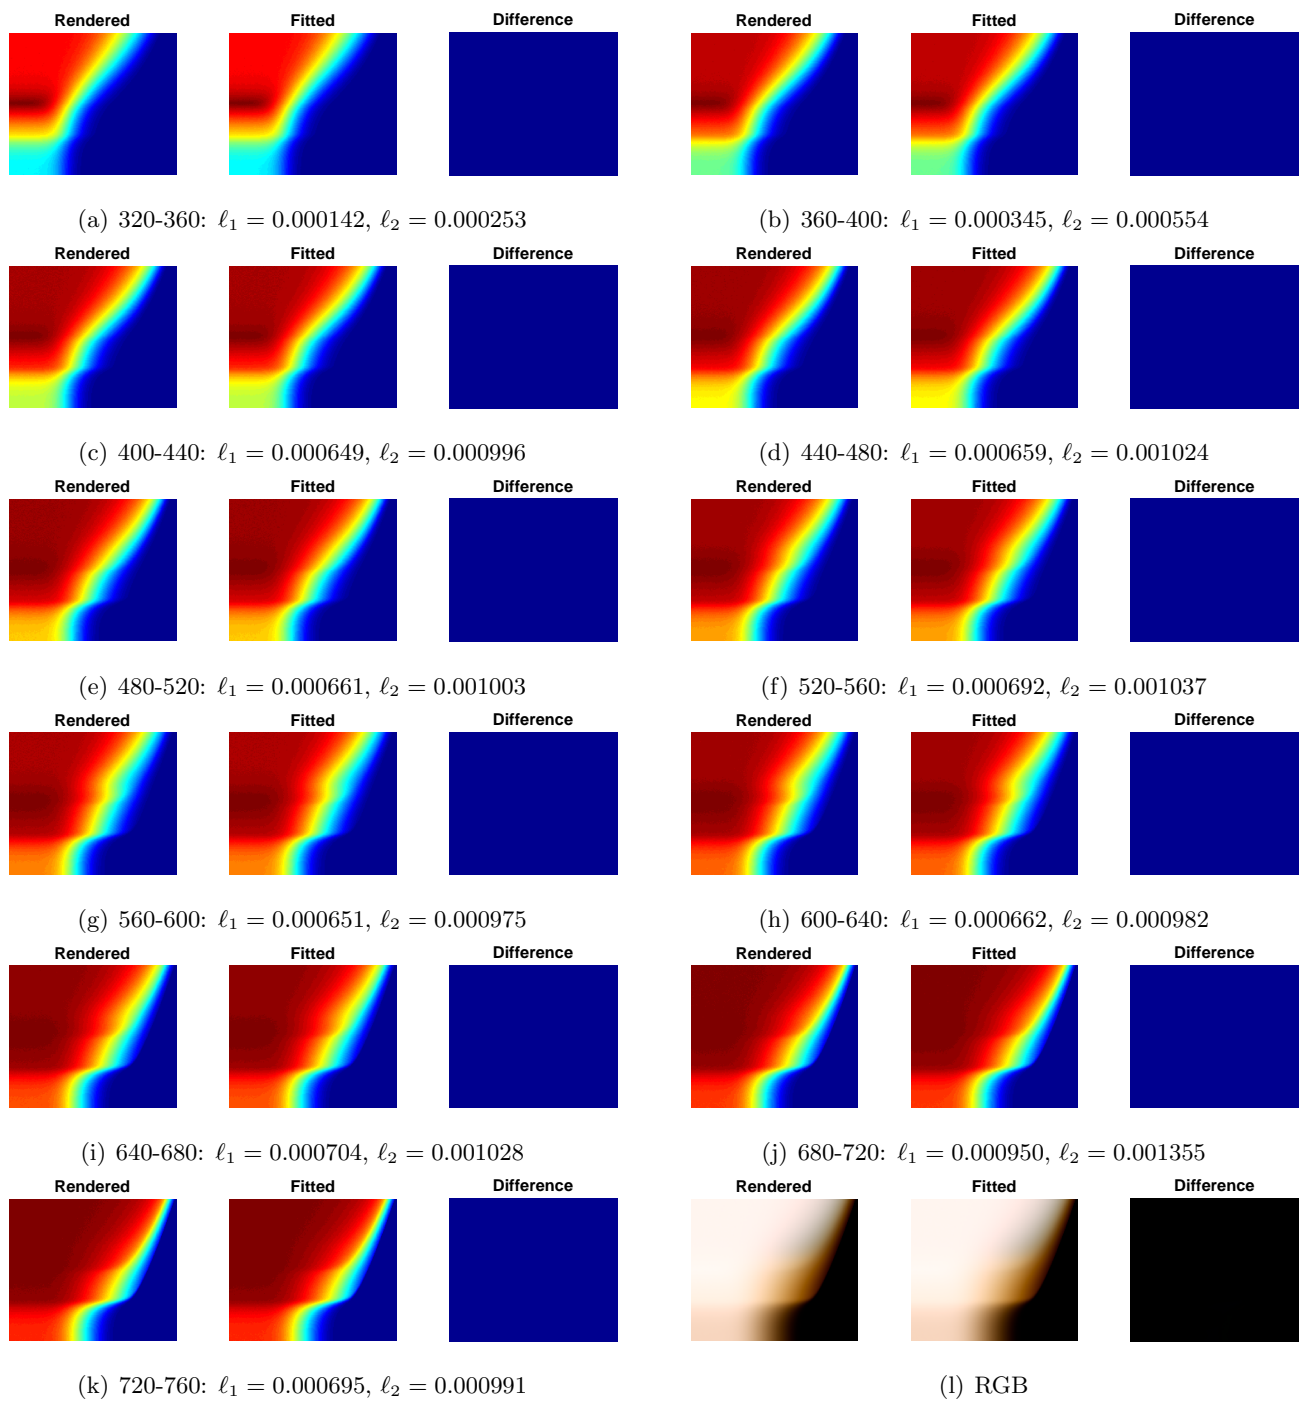 Rendered Fitted Difference Rendered Fitted Difference
(a) 320-360: ℓ₁ = 0.000142, ℓ₂ = 0.000253 (b) 360-400: ℓ₁ = 0.000345, ℓ₂ = 0.000554
Rendered Fitted Difference Rendered Fitted Difference
(c) 400-440: ℓ₁ = 0.000649, ℓ₂ = 0.000996 (d) 440-480: ℓ₁ = 0.000659, ℓ₂ = 0.001024
Rendered Fitted Difference Rendered Fitted Difference
(e) 480-520: ℓ₁ = 0.000661, ℓ₂ = 0.001003 (f) 520-560: ℓ₁ = 0.000692, ℓ₂ = 0.001037
Rendered Fitted Difference Rendered Fitted Difference
(g) 560-600: ℓ₁ = 0.000651, ℓ₂ = 0.000975 (h) 600-640: ℓ₁ = 0.000662, ℓ₂ = 0.000982
Rendered Fitted Difference Rendered Fitted Difference
(i) 640-680: ℓ₁ = 0.000704, ℓ₂ = 0.001028 (j) 680-720: ℓ₁ = 0.000950, ℓ₂ = 0.001355
Rendered Fitted Difference Rendered Fitted Difference
(k) 720-760: ℓ₁ = 0.000695, ℓ₂ = 0.000991 (l) RGB